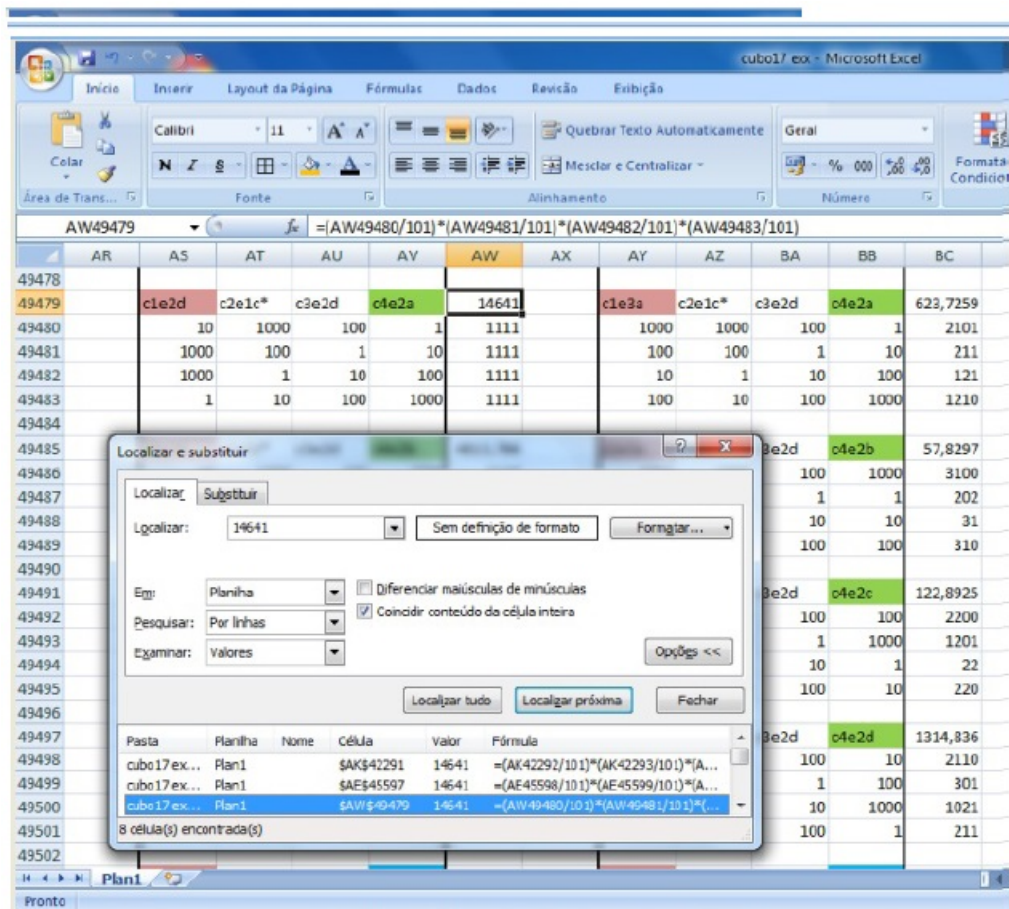 cubo17 exx - Microsoft Excel
Início Inserir Layout da Página Fórmulas Dados Revisão Exibição
Colar
Calibri 11
Quebrar Texto Automaticamente
Geral
N I S
Mesclar e Centralizar
% 000
Formata
Condicion
Área de Trans... Fonte Alinhamento Número
AW49479 fx =(AW49480/101)*(AW49481/101)*(AW49482/101)*(AW49483/101)
AR AS AT AU AV AW AX AY AZ BA BB BC
49478
49479 c1e2d c2e1c* c3e2d c4e2a 14641 c1e3a c2e1c* c3e2d c4e2a 623,7259
49480 10 1000 100 1 1111 1000 1000 100 1 2101
49481 1000 100 1 10 1111 100 100 1 10 211
49482 1000 1 10 100 1111 10 1 10 100 121
49483 1 10 100 1000 1111 100 10 100 1000 1210
49484
49485 3e2d c4e2b 57,8297
49486 100 1000 3100
49487 1 1 202
49488 10 10 31
49489 100 100 310
49490
49491 3e2d c4e2c 122,8925
49492 100 100 2200
49493 1 1000 1201
49494 10 1 22
49495 100 10 220
49496
49497 3e2d c4e2d 1314,836
49498 100 10 2110
49499 1 100 301
49500 10 1000 1021
49501 100 1 211
49502
Localizar e substituir
Localizar Substituir
Localizar: 14641 Sem definição de formato Formatar...
Em: Planilha Diferenciar maiúsculas de minúsculas
Pesquisar: Por linhas Coincidir conteúdo da célula inteira
Examinar: Valores Opções <<
Localizar tudo Localizar próxima Fechar
Pasta Planilha Nome Célula Valor Fórmula
cubo17 ex... Plan1 $AK$42291 14641 =(AK42292/101)*(AK42293/101)*(A...
cubo17 ex... Plan1 $AE$45597 14641 =(AE45598/101)*(AE45599/101)*(A...
cubo17 ex... Plan1 $AW$49479 14641 =(AW49480/101)*(AW49481/101)*(...
8 célula(s) encontrada(s)
Plan1
Pronto